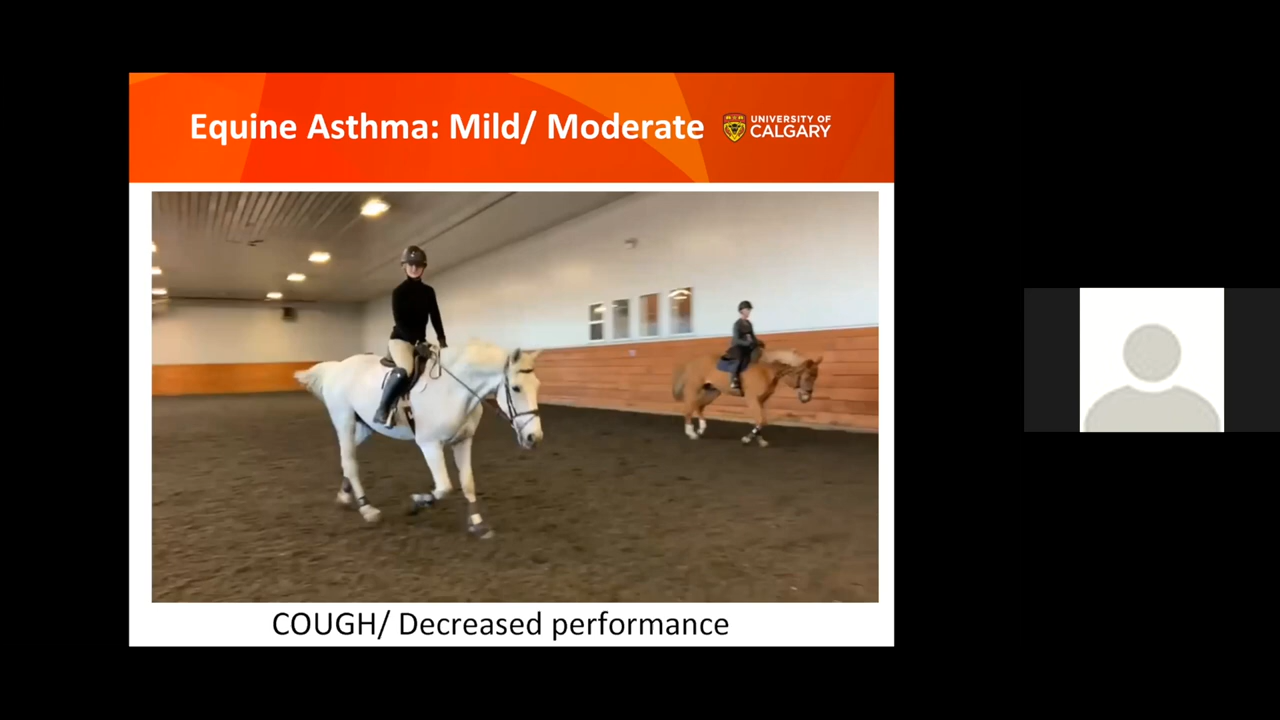 Equine Asthma: Mild/ Moderate
UNIVERSITY OF
CALGARY
COUGH/ Decreased performance